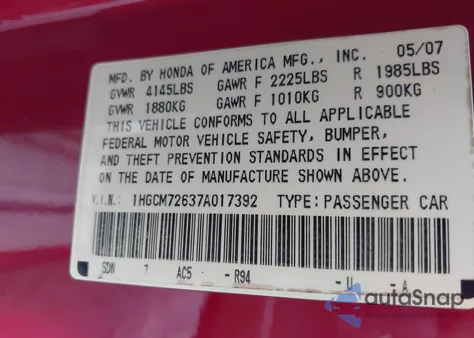 MFD. BY HONDA OF AMERICA MFG., INC. 05/07
GVWR 4145LBS GAWR F 2225LBS R 1985LBS
GVWR 1880KG GAWR F 1010KG R 900KG
THIS VEHICLE CONFORMS TO ALL APPLICABLE
FEDERAL MOTOR VEHICLE SAFETY, BUMPER,
AND THEFT PREVENTION STANDARDS IN EFFECT
ON THE DATE OF MANUFACTURE SHOWN ABOVE.
V.I.N.: 1HGCM72637A017392 TYPE: PASSENGER CAR
SDN 7 AC5 - R94 - U - A
autoSnap